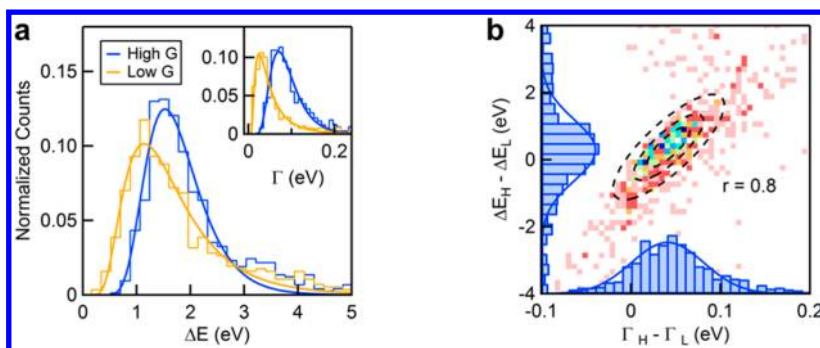 a
High G
Low G
0.15
0.10
0.05
0
Normalized Counts
0 1 2 3 4 5
ΔE (eV)
0.10
0.05
0
0 0.2
Γ (eV)
b
4
2
0
-2
-4
ΔE_H - ΔE_L (eV)
r = 0.8
-0.1 0 0.1 0.2
Γ_H - Γ_L (eV)